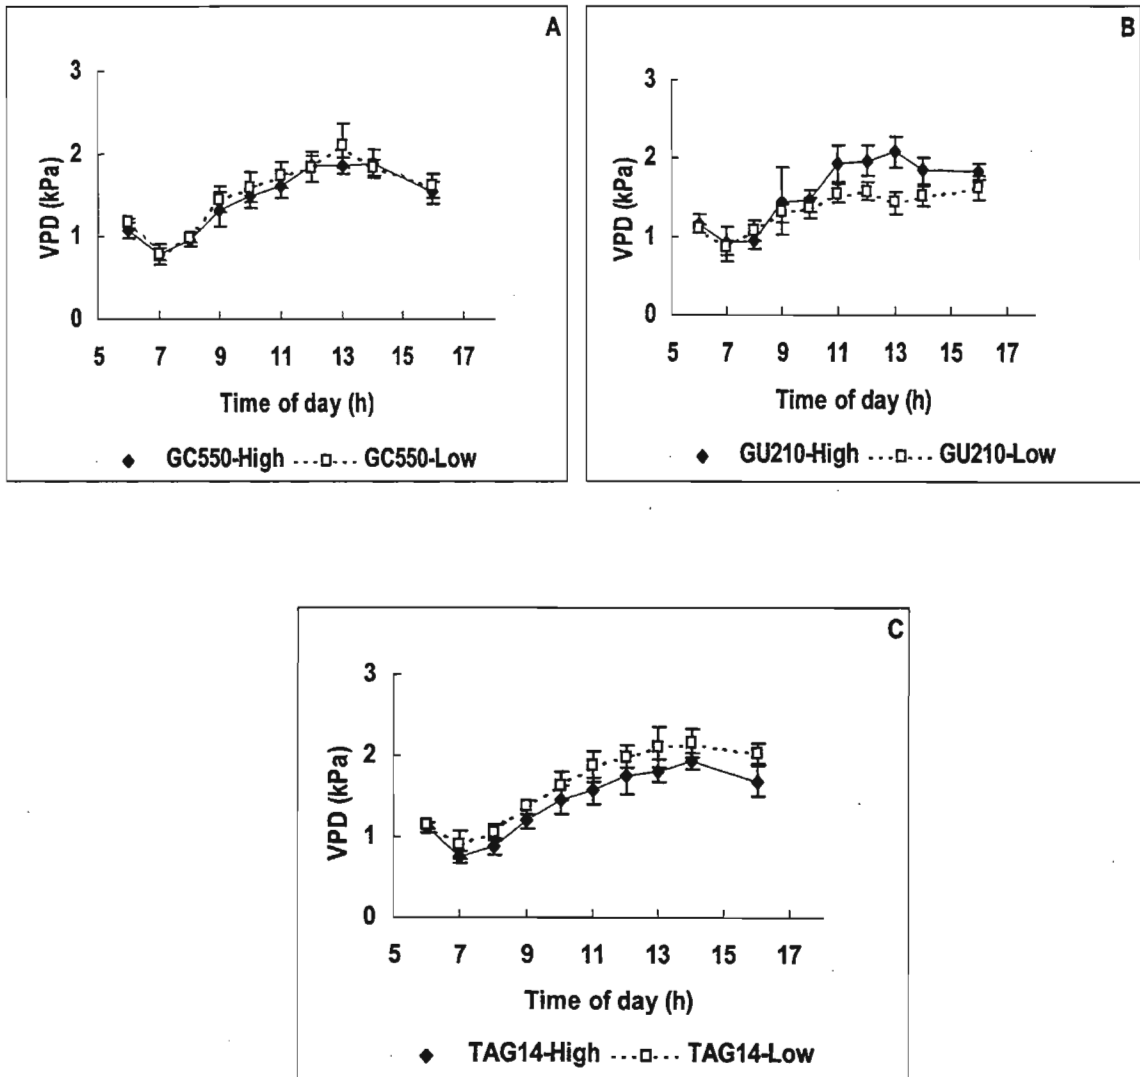 A
3
2
1
0
VPD (kPa)
5 7 9 11 13 15 17
Time of day (h)
GC550-High GC550-Low
B
3
2
1
0
VPD (kPa)
5 7 9 11 13 15 17
Time of day (h)
GU210-High GU210-Low
C
3
2
1
0
VPD (kPa)
5 7 9 11 13 15 17
Time of day (h)
TAG14-High TAG14-Low